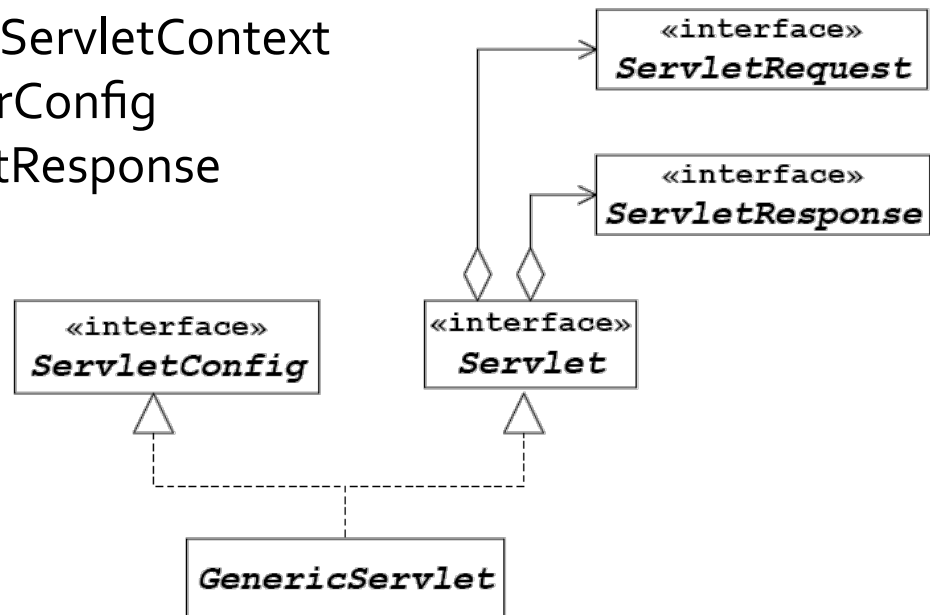 ServletContext
rConfig
tResponse
«interface»
ServletRequest
«interface»
ServletResponse
«interface»
ServletConfig
«interface»
Servlet
GenericServlet